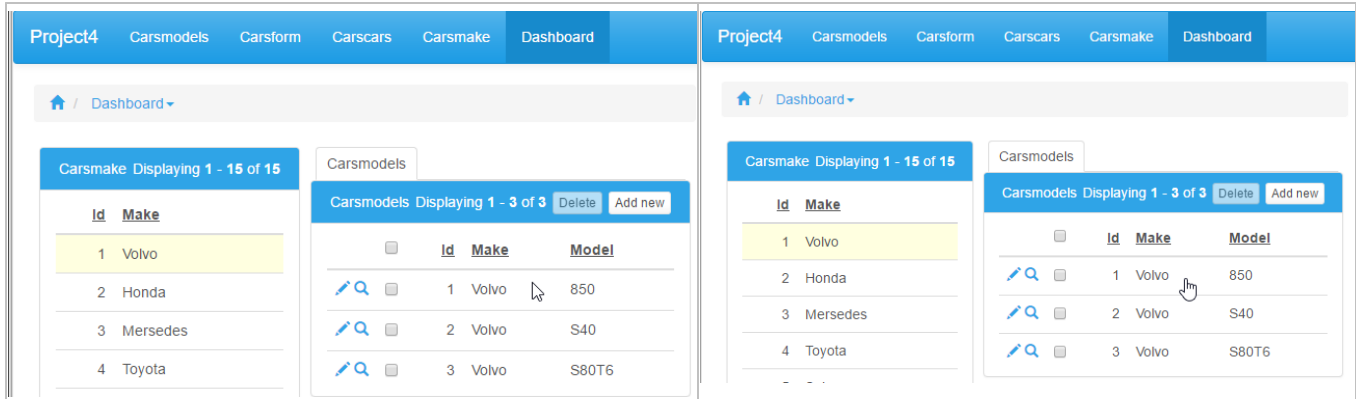 Project4 Carsmodels Carsform Carscars Carsmake Dashboard
/ Dashboard
Carsmake Displaying 1 - 15 of 15
Id Make
1 Volvo
2 Honda
3 Mersedes
4 Toyota
Carsmodels
Carsmodels Displaying 1 - 3 of 3 Delete Add new
Id Make Model
1 Volvo 850
2 Volvo S40
3 Volvo S80T6
Project4 Carsmodels Carsform Carscars Carsmake Dashboard
/ Dashboard
Carsmake Displaying 1 - 15 of 15
Id Make
1 Volvo
2 Honda
3 Mersedes
4 Toyota
Carsmodels
Carsmodels Displaying 1 - 3 of 3 Delete Add new
Id Make Model
1 Volvo 850
2 Volvo S40
3 Volvo S80T6